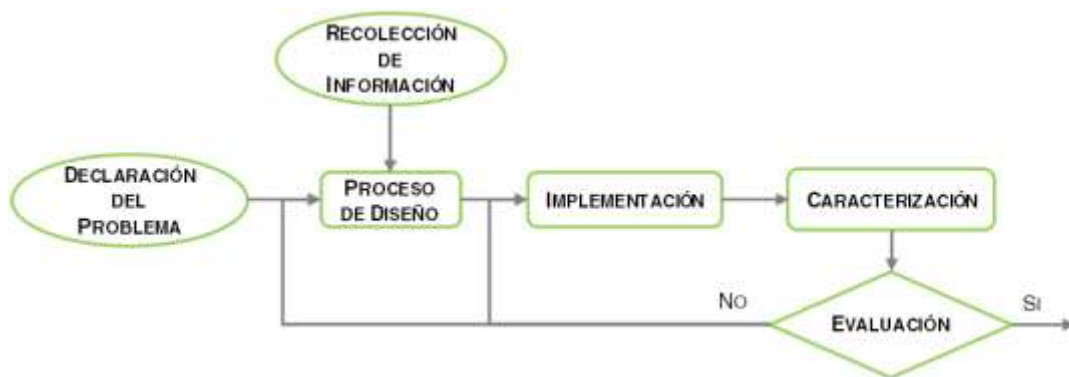 RECOLECCIÓN
DE
INFORMACIÓN
DECLARACIÓN
DEL
PROBLEMA
PROCESO
DE DISEÑO
IMPLEMENTACIÓN
CARACTERIZACIÓN
NO
EVALUACIÓN
SI